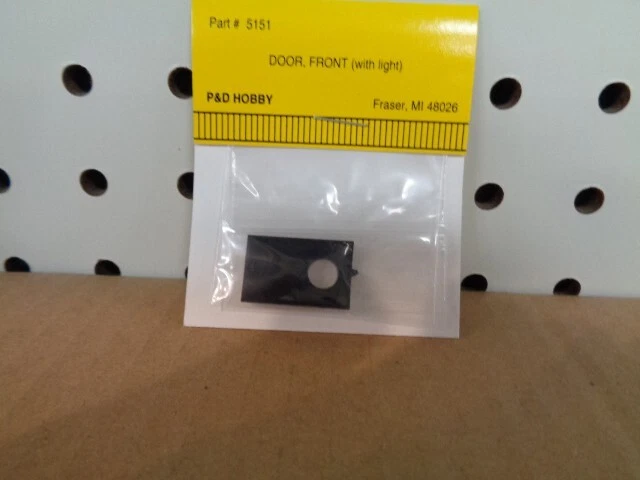 Part # 5151
DOOR, FRONT (with light)
P&D HOBBY
Fraser, MI 48026